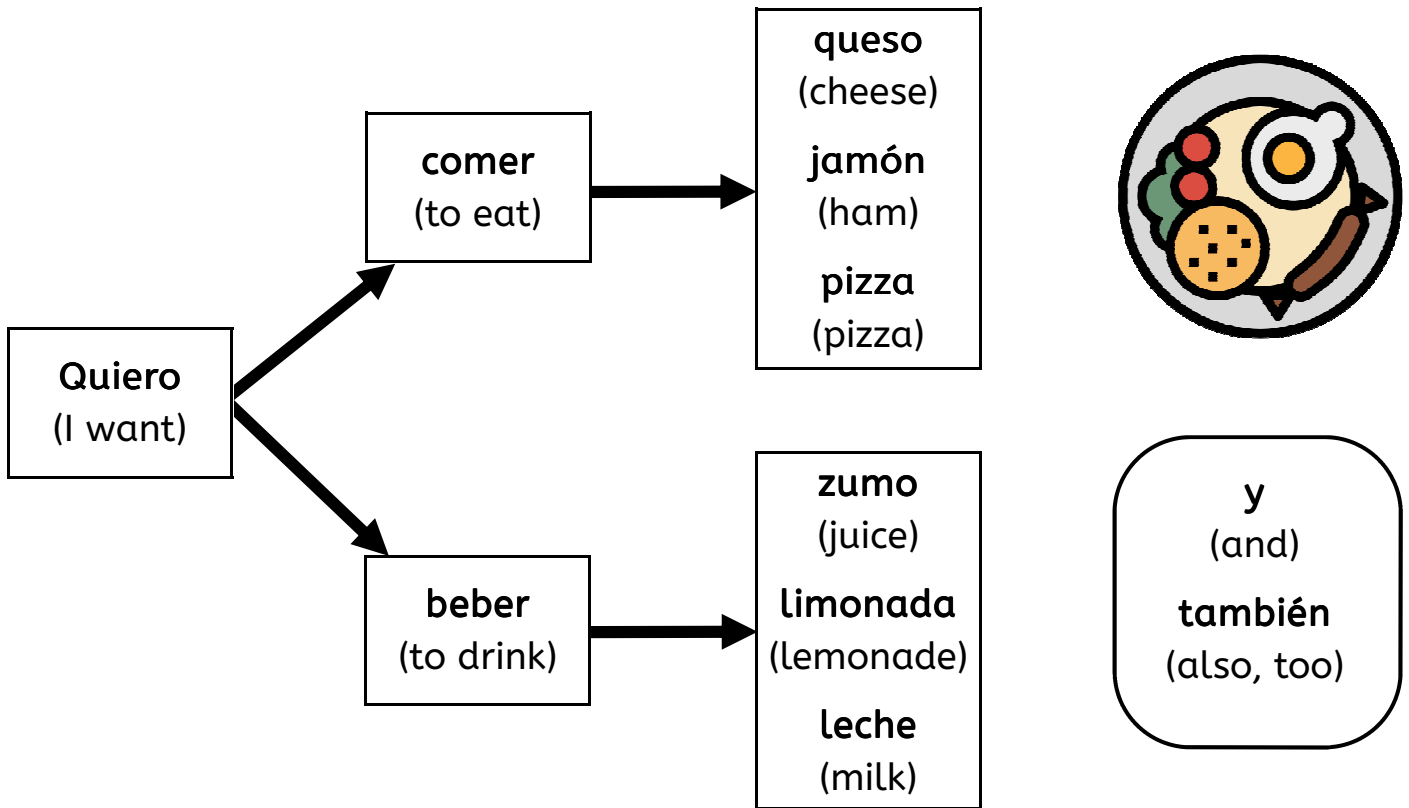 Quiero
(I want)
comer
(to eat)
queso
(cheese)
jamón
(ham)
pizza
(pizza)
beber
(to drink)
zumo
(juice)
limonada
(lemonade)
leche
(milk)
y
(and)
también
(also, too)